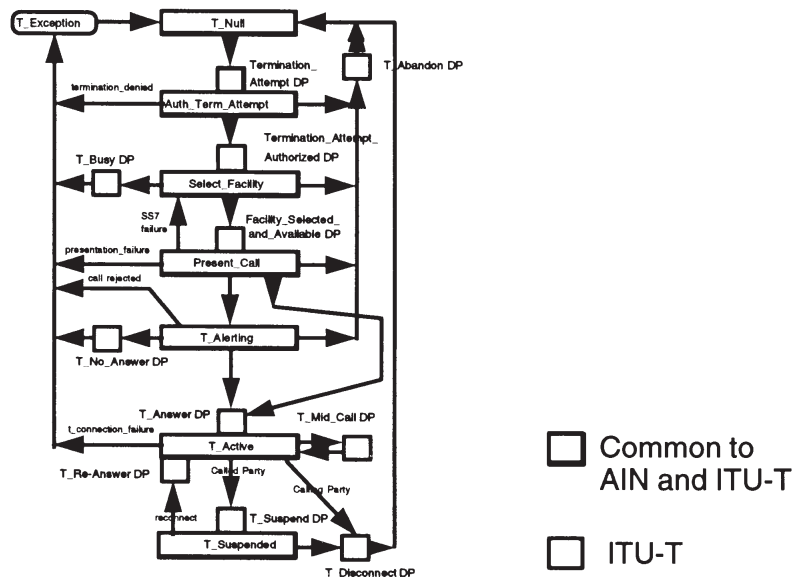 T_Exception
T_Null
Termination_
Attempt DP
T_Abandon DP
termination_denied
Auth_Term_Attempt
Termination_Attempt_
Authorized DP
T_Busy DP
Select_Facility
SS7
failure
Facility_Selected_
and_Available DP
presentation_failure
Present_Call
call rejected
T_Alerting
T_No_Answer DP
T_Answer DP
T_Mid_Call DP
t_connection_failure
T_Active
T_Re-Answer DP
Called Party
Calling Party
reconnect
T_Suspend DP
T_Suspended
T_Disconnect DP
Common to
AIN and ITU-T
ITU-T